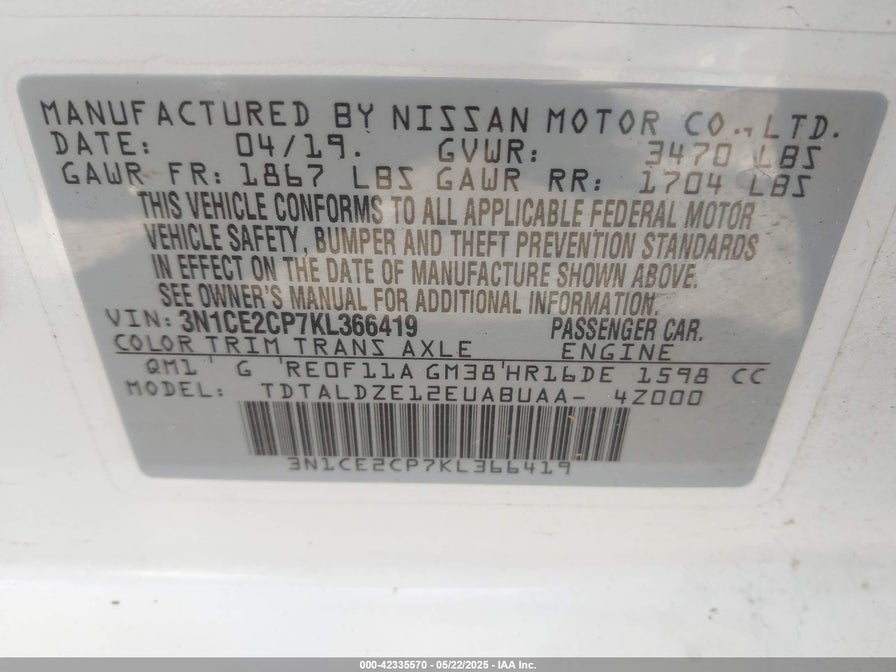 MANUFACTURED BY NISSAN MOTOR CO., LTD.
DATE: 04/19. GVWR: 3470 LBS
GAWR FR: 1867 LBS GAWR RR: 1704 LBS
THIS VEHICLE CONFORMS TO ALL APPLICABLE FEDERAL MOTOR
VEHICLE SAFETY, BUMPER AND THEFT PREVENTION STANDARDS
IN EFFECT ON THE DATE OF MANUFACTURE SHOWN ABOVE.
SEE OWNER'S MANUAL FOR ADDITIONAL INFORMATION.
VIN: 3N1CE2CP7KL366419 PASSENGER CAR.
COLOR TRIM TRANS AXLE ENGINE
QM1 ' G 'RE0F11A GM38'HR16DE 1598 CC
MODEL: TDTALDZE12EUABUAA- 4Z000
3N1CE2CP7KL366419
000-42335570 - 05/22/2025 - IAA Inc.